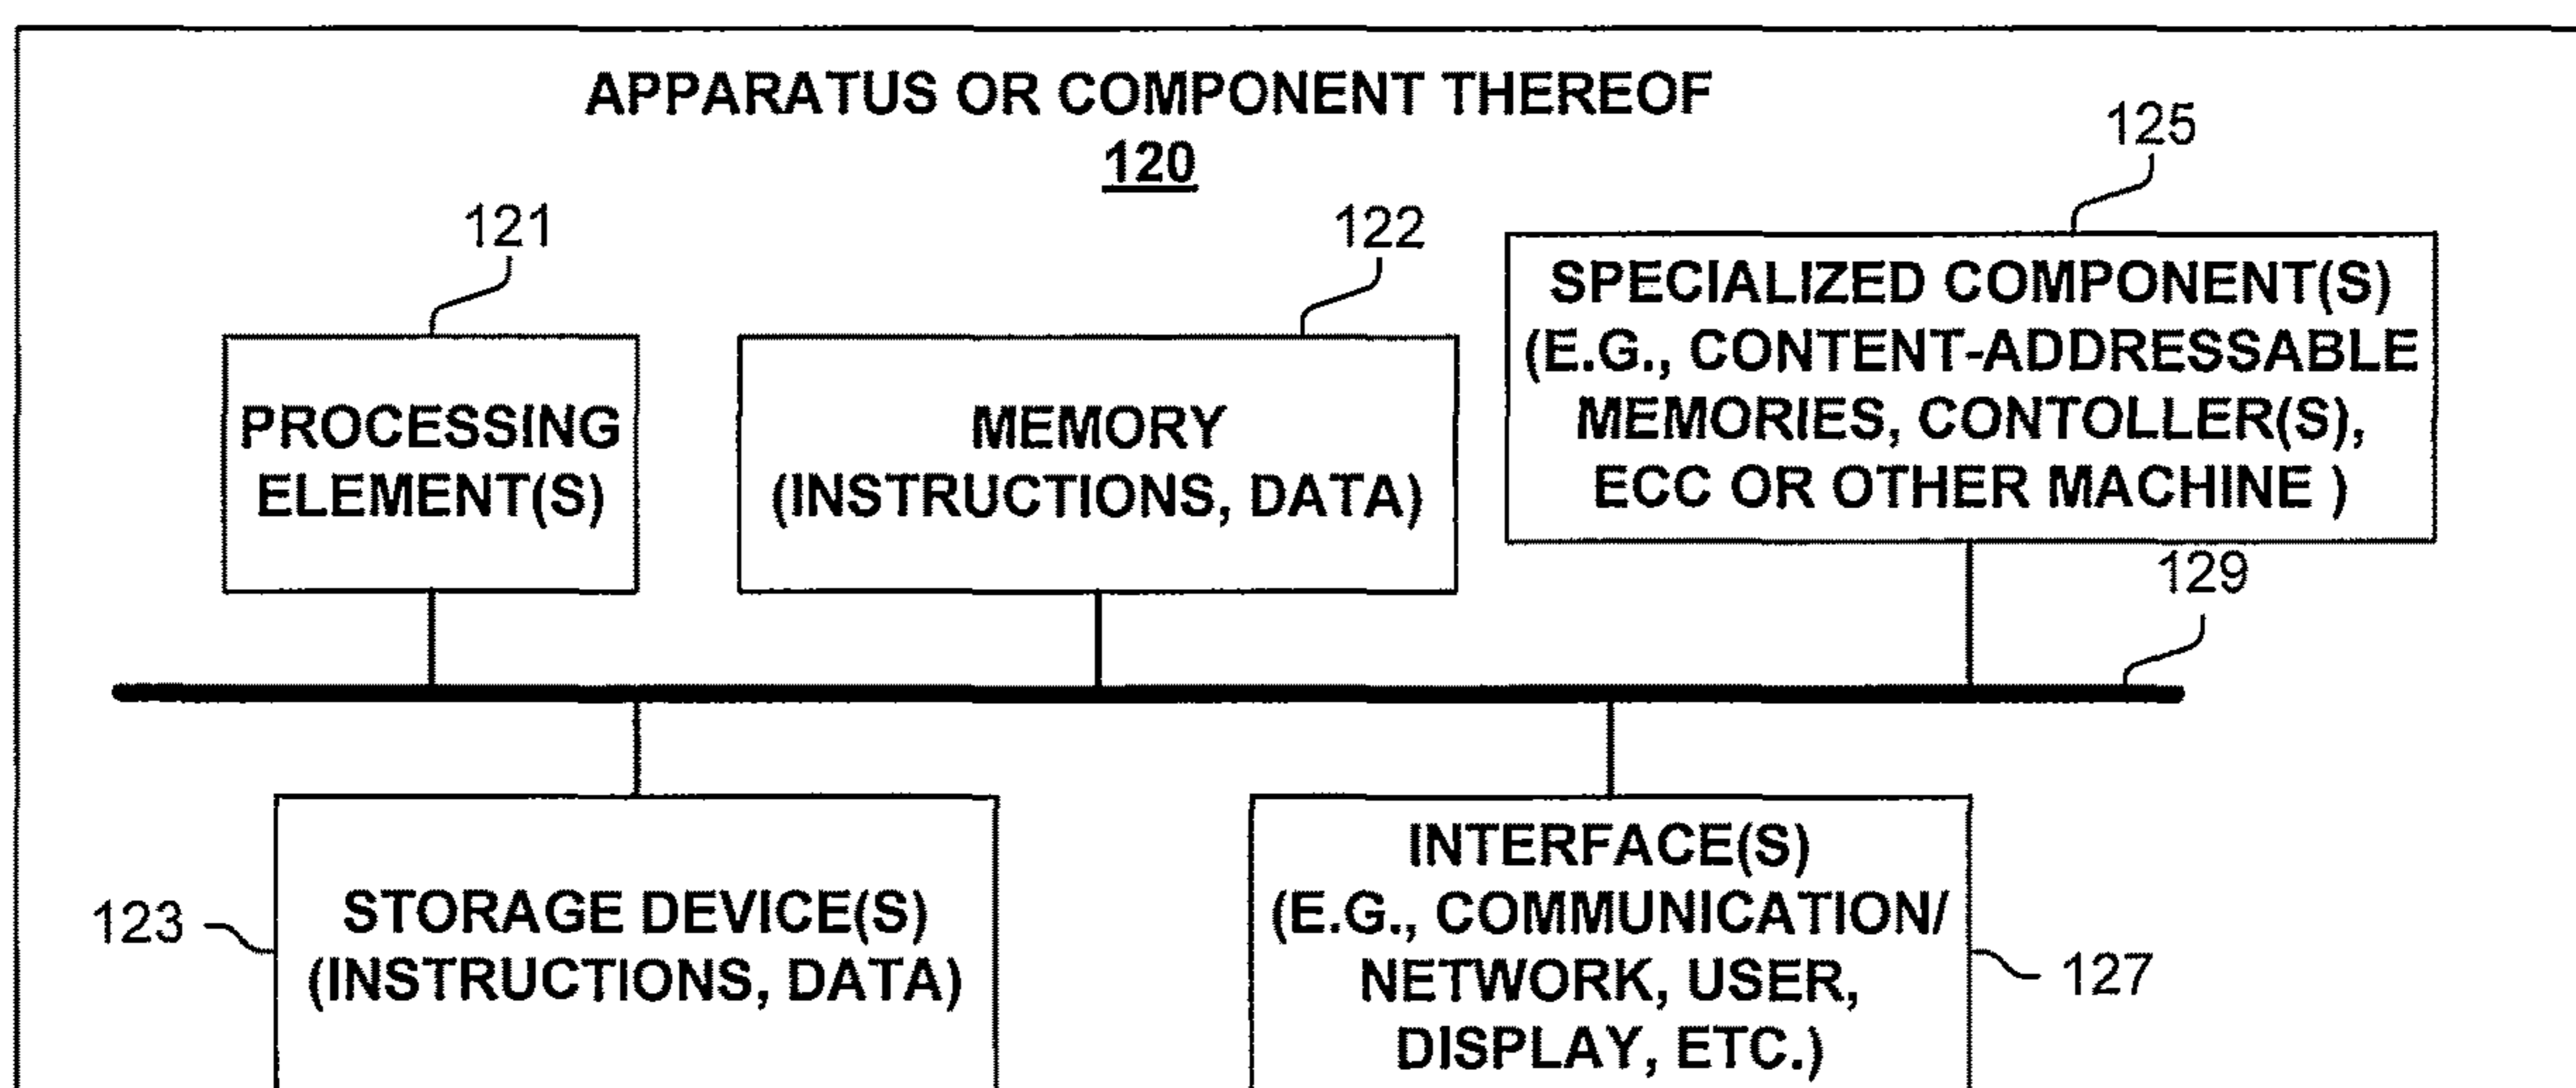 APPARATUS OR COMPONENT THEREOF
120
121
122
125
PROCESSING
ELEMENT(S)
MEMORY
(INSTRUCTIONS, DATA)
SPECIALIZED COMPONENT(S)
(E.G., CONTENT-ADDRESSABLE
MEMORIES, CONTOLLER(S),
ECC OR OTHER MACHINE )
129
123
STORAGE DEVICE(S)
(INSTRUCTIONS, DATA)
INTERFACE(S)
(E.G., COMMUNICATION/
NETWORK, USER,
DISPLAY, ETC.)
127